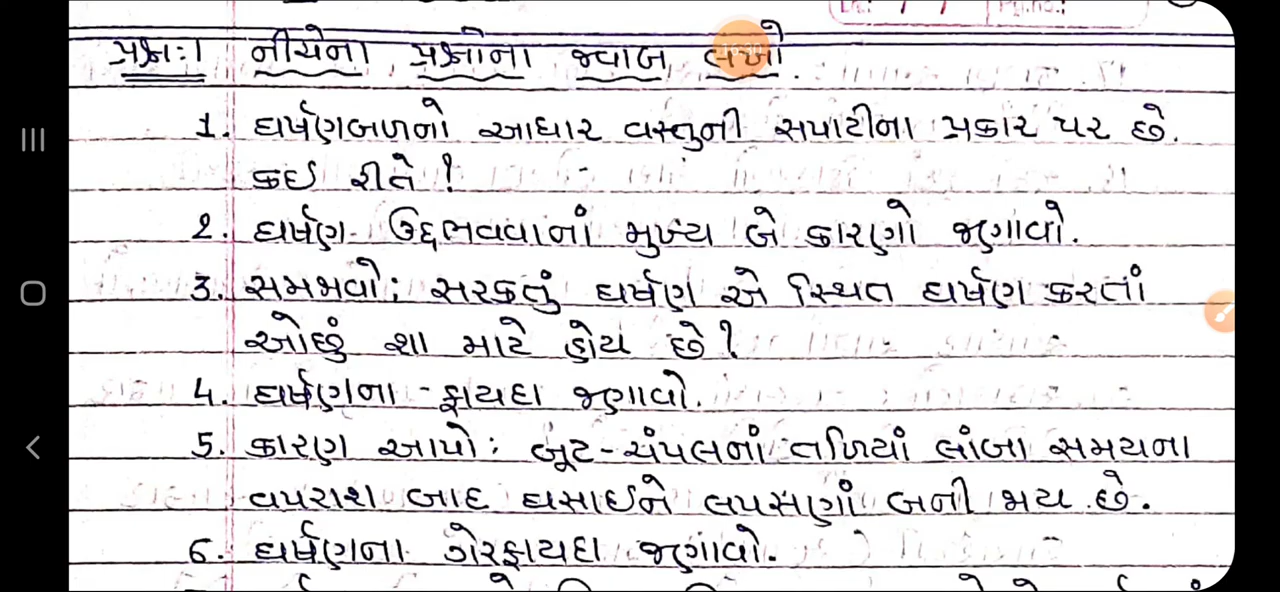 પ્રશ્ન:1 નીચેના પ્રશ્નોના જવાબ લખો.
1. ઘર્ષણબળનો આધાર વસ્તુની સપાટીના પ્રકાર પર છે.
કઈ રીતે ?
2. ઘર્ષણ ઉદ્દભવવાનાં મુખ્ય બે કારણો જણાવો.
3. સમજાવો: સરકતું ઘર્ષણ એ સ્થિત ઘર્ષણ કરતાં
ઓછું શા માટે હોય છે ?
4. ઘર્ષણના ફાયદા જણાવો.
5. કારણ આપો: બૂટ-ચંપલનાં તળિયાં લાંબા સમયના
વપરાશ બાદ ઘસાઈને લપસણાં બની જાય છે.
6. ઘર્ષણના ગેરફાયદા જણાવો.